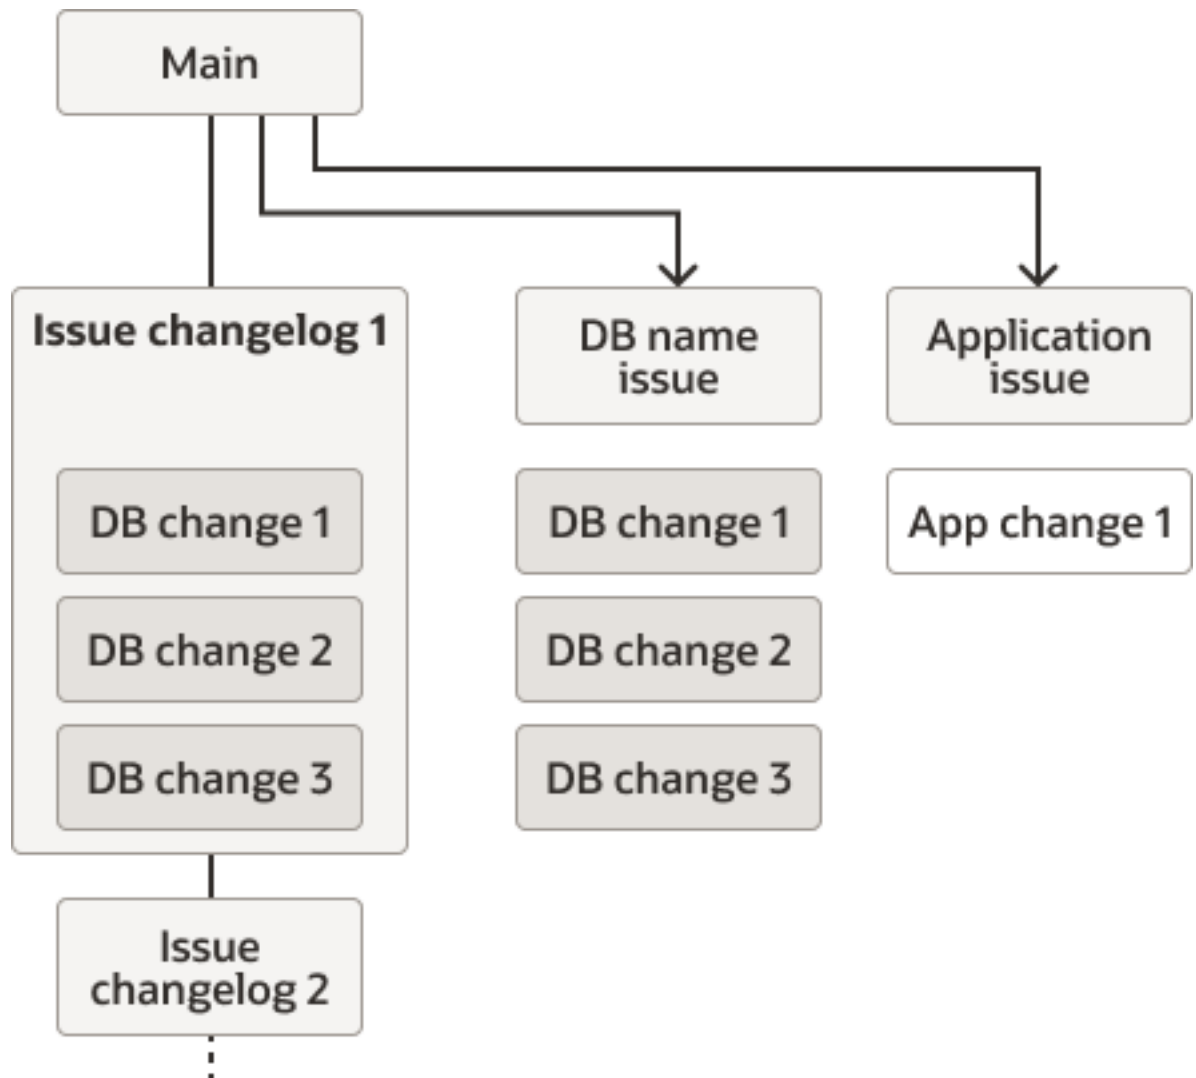 Main
Issue changelog 1
DB change 1
DB change 2
DB change 3
Issue
changelog 2
DB name
issue
DB change 1
DB change 2
DB change 3
Application
issue
App change 1